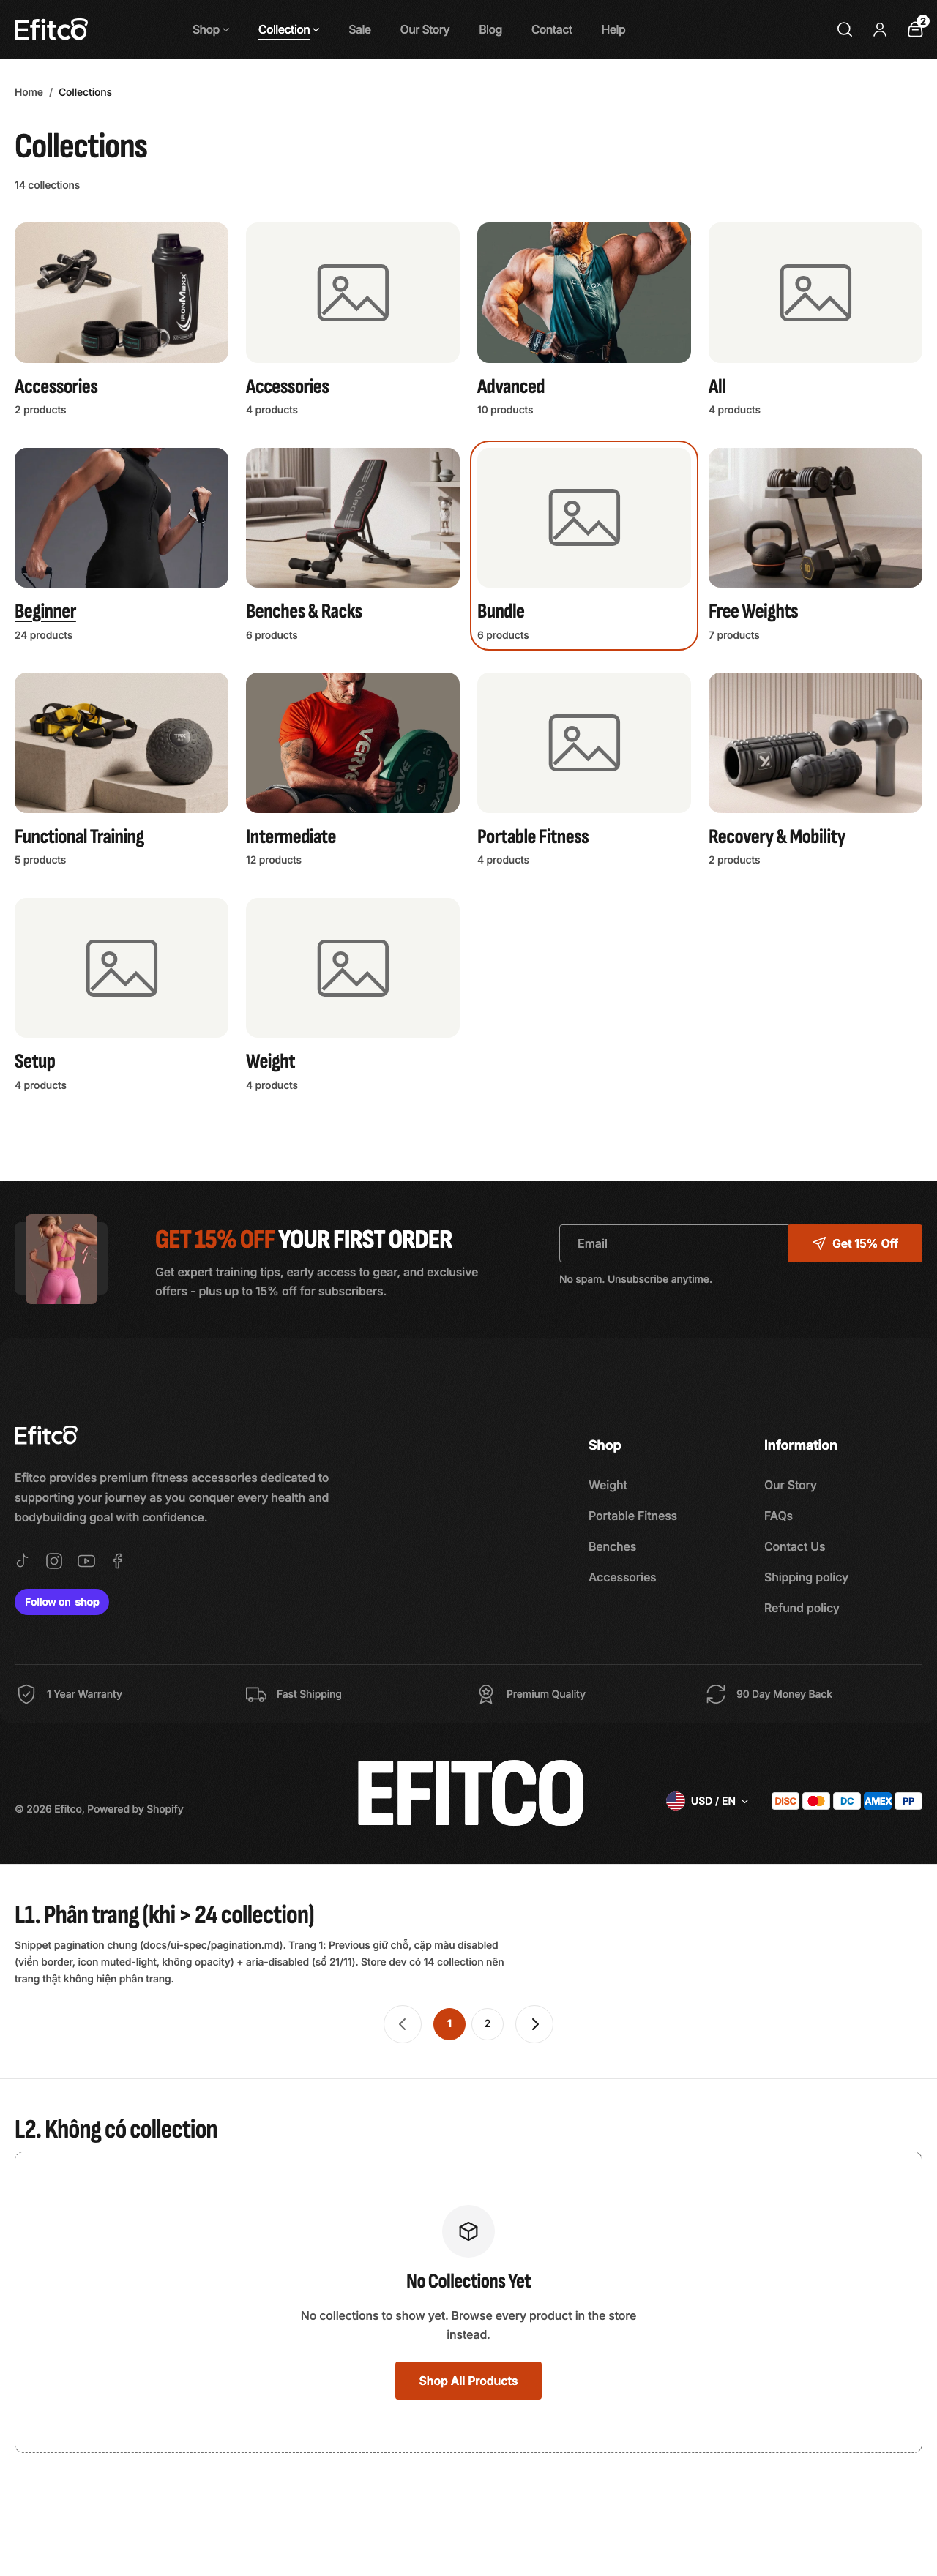 Efitco
Shop
Collection
Sale
Our Story
Blog
Contact
Help
2
Home / Collections
Collections
14 collections
IRONMAXX
Accessories
2 products
Accessories
4 products
Advanced
10 products
All
4 products
Beginner
24 products
Benches & Racks
6 products
Bundle
6 products
Free Weights
7 products
TRX
Functional Training
5 products
VERVE
VERVE
VERVE
Intermediate
12 products
Portable Fitness
4 products
Recovery & Mobility
2 products
Setup
4 products
Weight
4 products
GET 15% OFF YOUR FIRST ORDER
Get expert training tips, early access to gear, and exclusive
offers - plus up to 15% off for subscribers.
Email
Get 15% Off
No spam. Unsubscribe anytime.
Efitco
Efitco provides premium fitness accessories dedicated to
supporting your journey as you conquer every health and
bodybuilding goal with confidence.
Follow on shop
Shop
Weight
Portable Fitness
Benches
Accessories
Information
Our Story
FAQs
Contact Us
Shipping policy
Refund policy
1 Year Warranty
Fast Shipping
Premium Quality
90 Day Money Back
© 2026 Efitco, Powered by Shopify
EFITCO
USD / EN
DISC
DC
AMEX
PP
L1. Phân trang (khi > 24 collection)
Snippet pagination chung (docs/ui-spec/pagination.md). Trang 1: Previous giữ chỗ, cặp màu disabled
(viền border, icon muted-light, không opacity) + aria-disabled (số 21/11). Store dev có 14 collection nên
trang thật không hiện phân trang.
1
2
L2. Không có collection
No Collections Yet
No collections to show yet. Browse every product in the store
instead.
Shop All Products